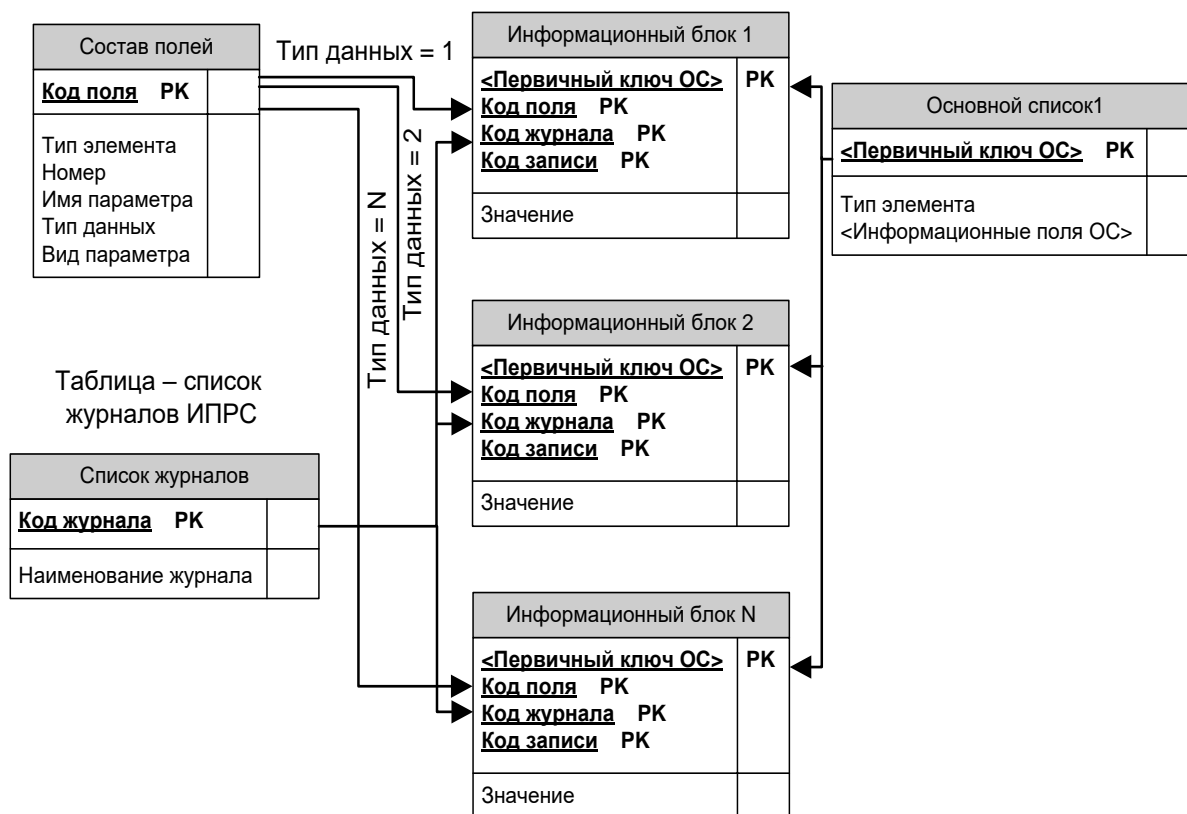 Состав полей
Код поля PK
Тип элемента
Номер
Имя параметра
Тип данных
Вид параметра
Тип данных = 1
Тип данных = 2
Тип данных = N
Таблица – список
журналов ИПРС
Список журналов
Код журнала PK
Наименование журнала
Информационный блок 1
<Первичный ключ ОС> PK
Код поля PK
Код журнала PK
Код записи PK
Значение
Информационный блок 2
<Первичный ключ ОС> PK
Код поля PK
Код журнала PK
Код записи PK
Значение
Информационный блок N
<Первичный ключ ОС> PK
Код поля PK
Код журнала PK
Код записи PK
Значение
Основной список1
<Первичный ключ ОС> PK
Тип элемента
<Информационные поля ОС>